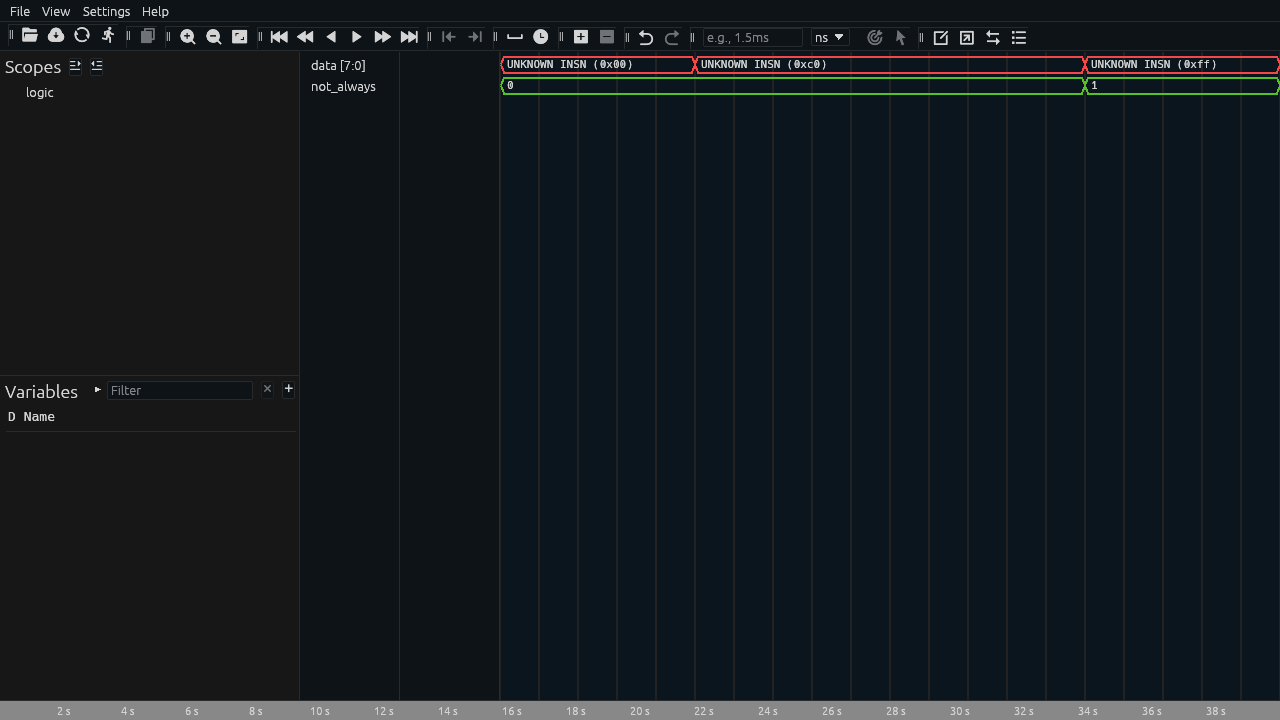 File View Settings Help
e.g., 1.5ms ns
Scopes
logic
data [7:0] UNKNOWN INSN (0x00) UNKNOWN INSN (0xc0) UNKNOWN INSN (0xff)
not_always 0 1
Variables Filter
D Name
2 s 4 s 6 s 8 s 10 s 12 s 14 s 16 s 18 s 20 s 22 s 24 s 26 s 28 s 30 s 32 s 34 s 36 s 38 s